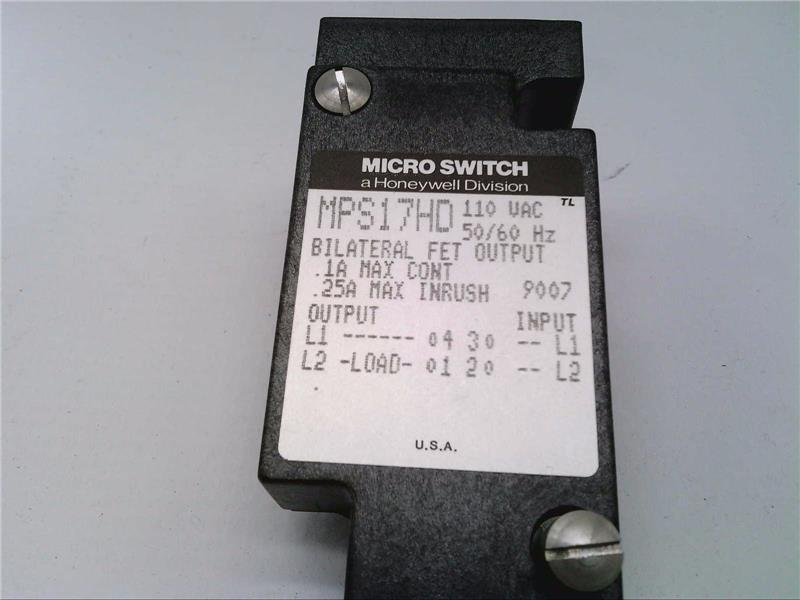 MICRO SWITCH
a Honeywell Division
TL
MPS17HD 110 VAC
50/60 Hz
BILATERAL FET OUTPUT
.1A MAX CONT
.25A MAX INRUSH 9007
OUTPUT INPUT
L1 ------ o4 3o -- L1
L2 -LOAD- o1 2o -- L2
.
U.S.A.